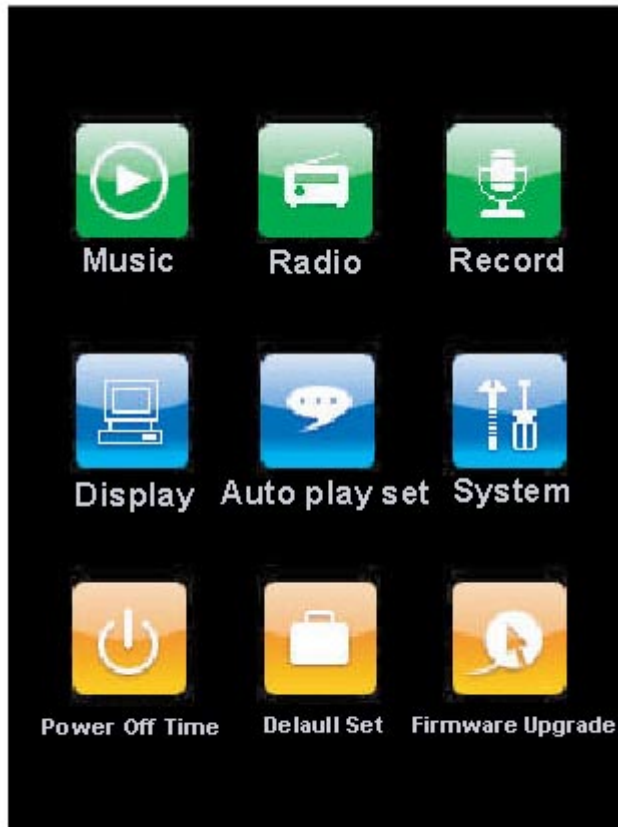 Music Radio Record
Display Auto play set System
Power Off Time Delaull Set Firmware Upgrade